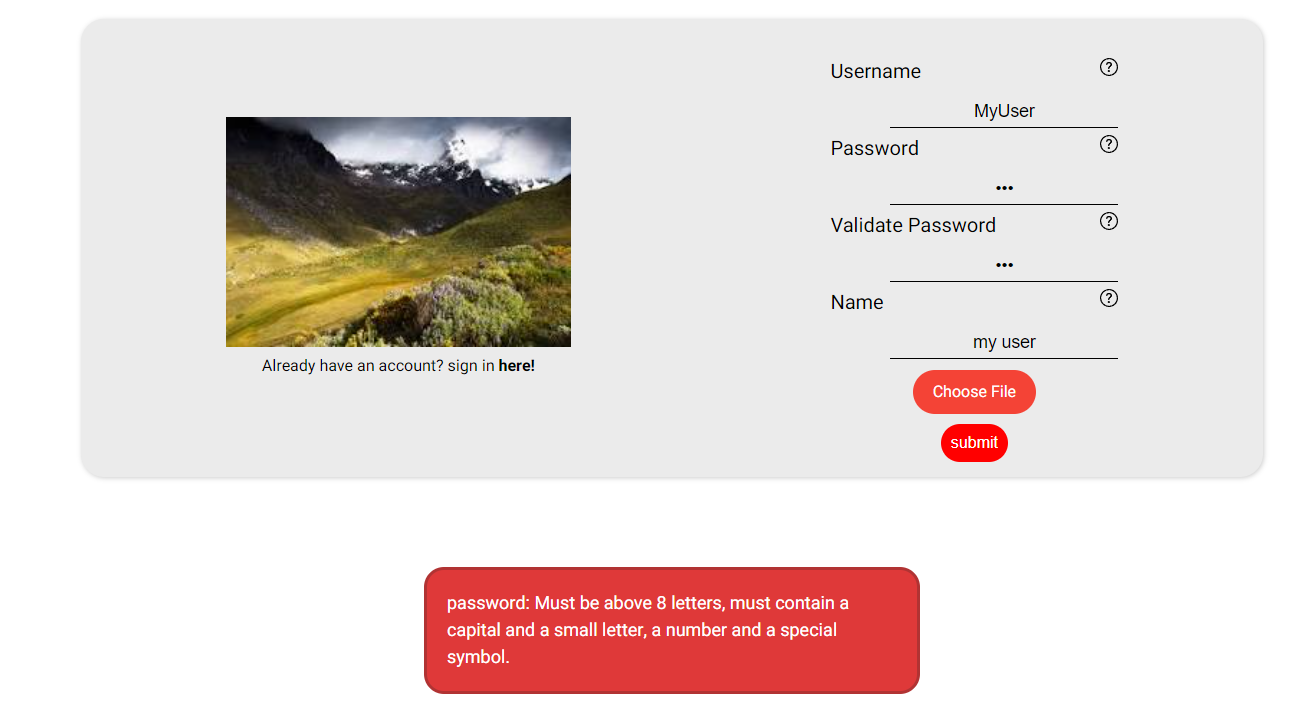 Username ?
MyUser
Password ?
•••
Validate Password ?
•••
Name ?
my user
Choose File
submit
Already have an account? sign in here!
password: Must be above 8 letters, must contain a
capital and a small letter, a number and a special
symbol.